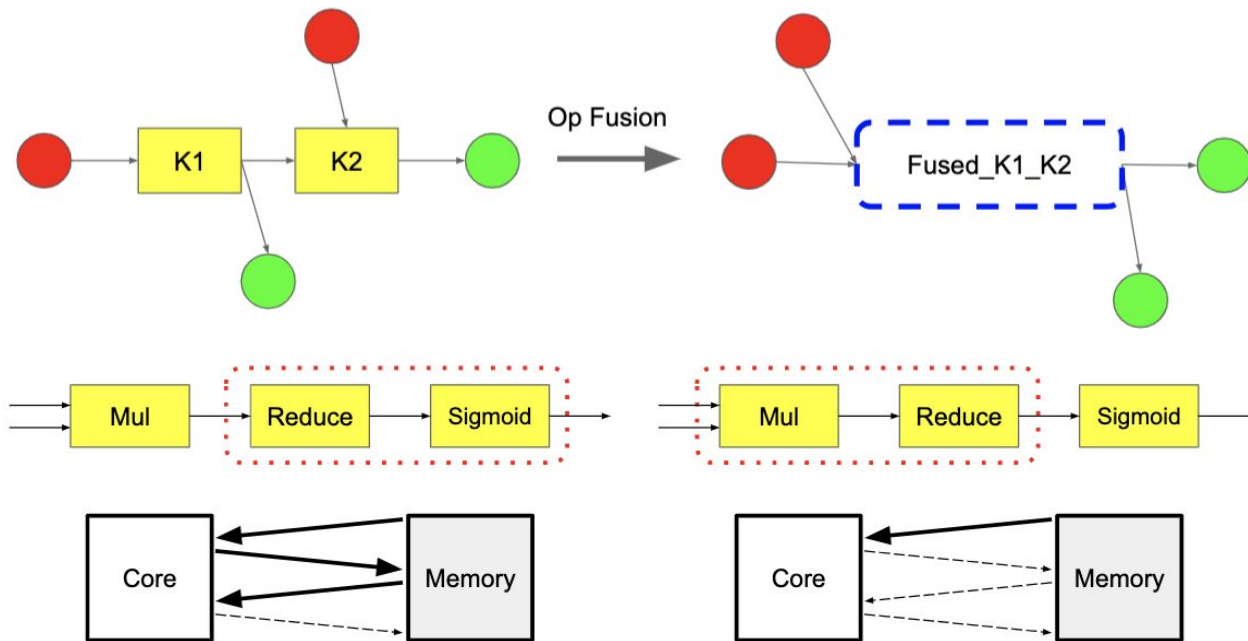 Op Fusion
K1
K2
Fused_K1_K2
Mul
Reduce
Sigmoid
Mul
Reduce
Sigmoid
Core
Memory
Core
Memory